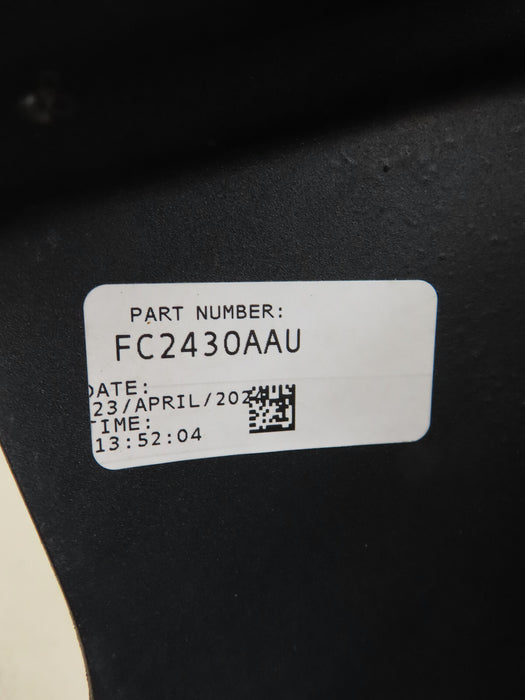 PART NUMBER:
FC2430AAU
DATE:
23/APRIL/2024
TIME:
13:52:04